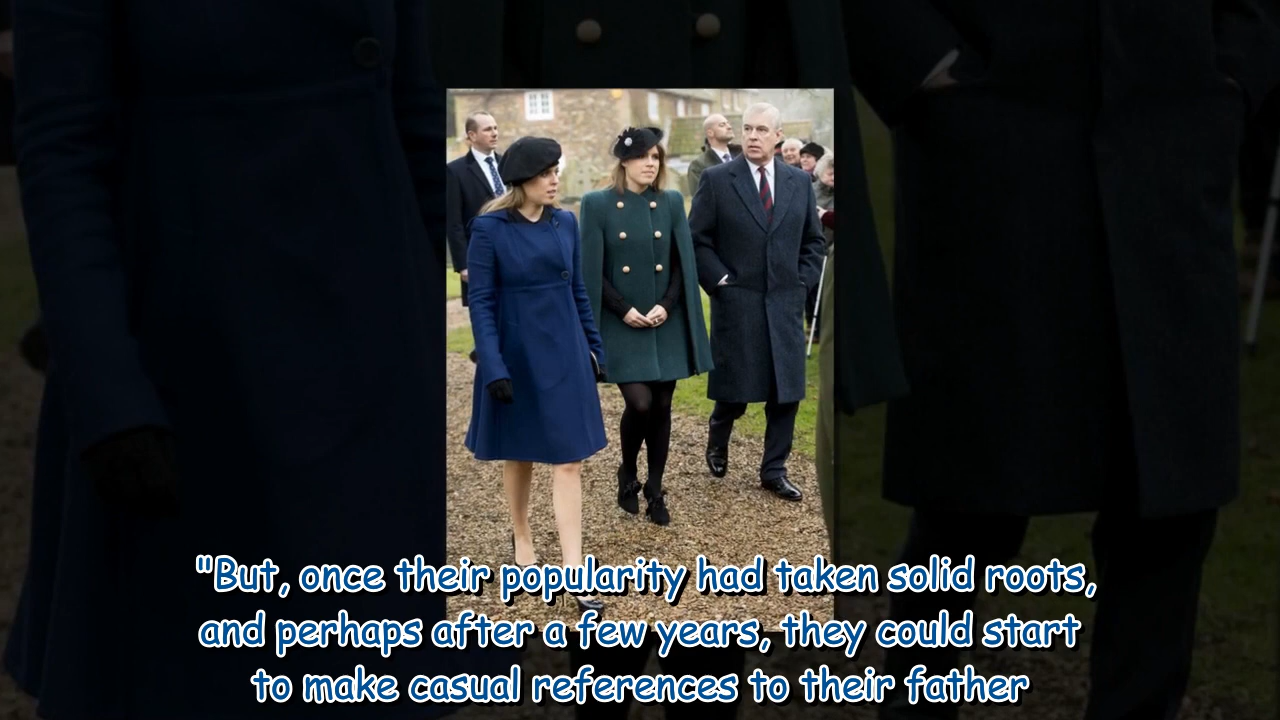 "But, once their popularity had taken solid roots,
and perhaps after a few years, they could start
to make casual references to their father